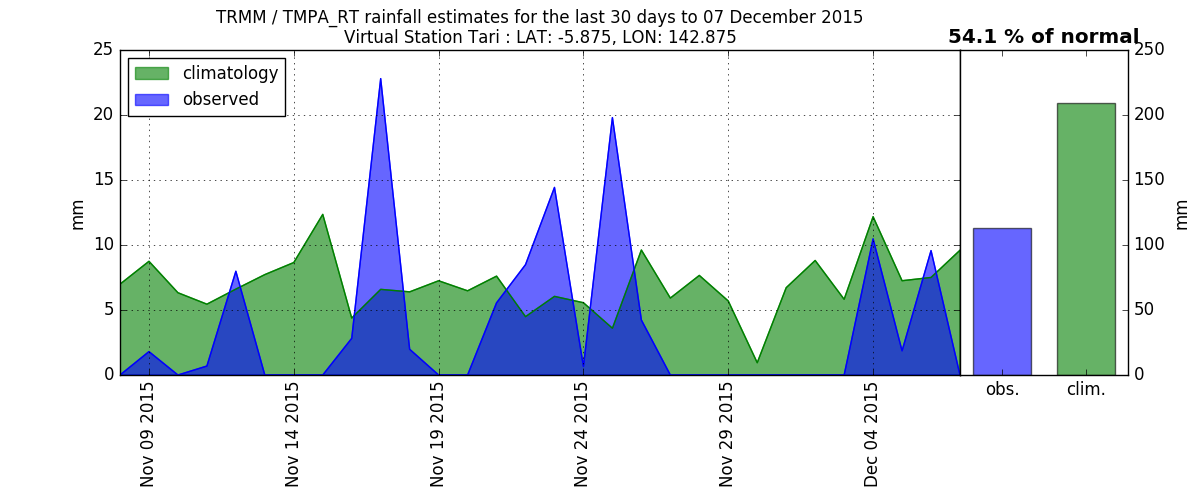 TRMM / TMPA_RT rainfall estimates for the last 30 days to 07 December 2015
Virtual Station Tari : LAT: -5.875, LON: 142.875
54.1 % of normal
climatology
observed
25
20
15
10
5
0
mm
250
200
150
100
50
0
mm
obs.
clim.
Nov 09 2015
Nov 14 2015
Nov 19 2015
Nov 24 2015
Nov 29 2015
Dec 04 2015